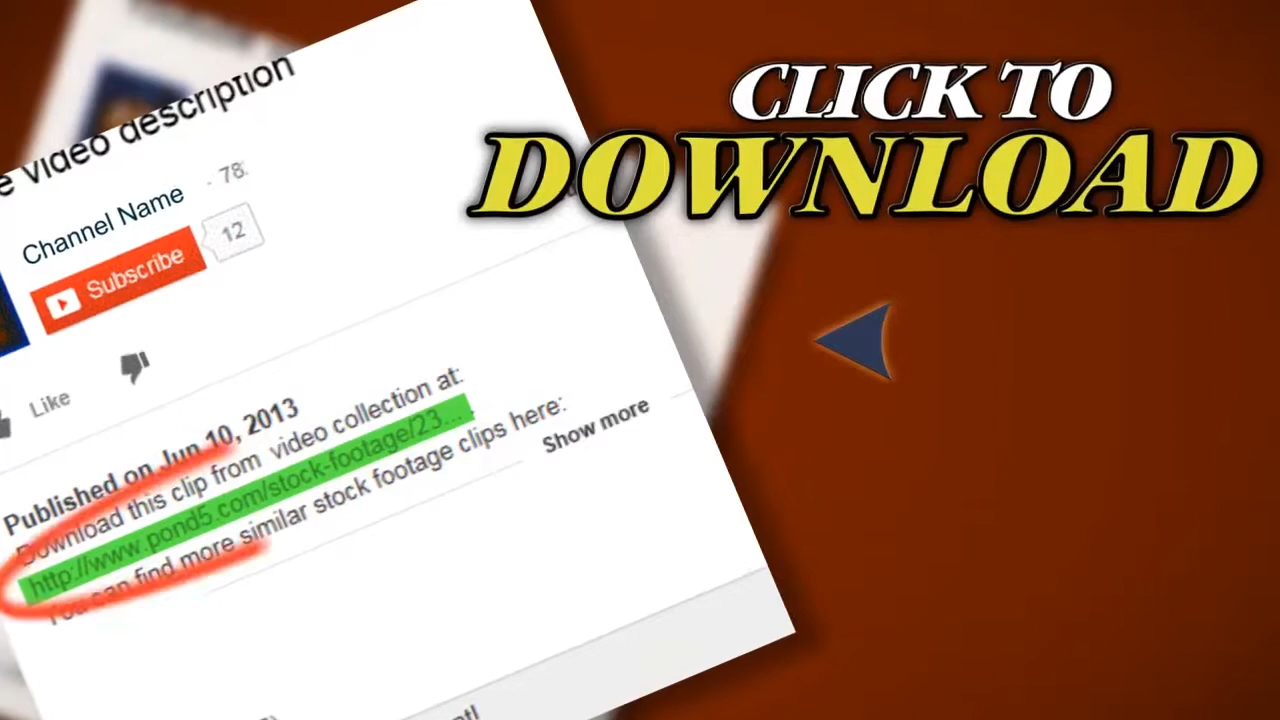 CLICK TO
DOWNLOAD
e video description
Channel Name
Subscribe
12
Like
Published on Jun 10, 2013
Download this clip from video collection at:
http://www.pond5.com/stock-footage/23...
You can find more similar stock footage clips here:
Show more